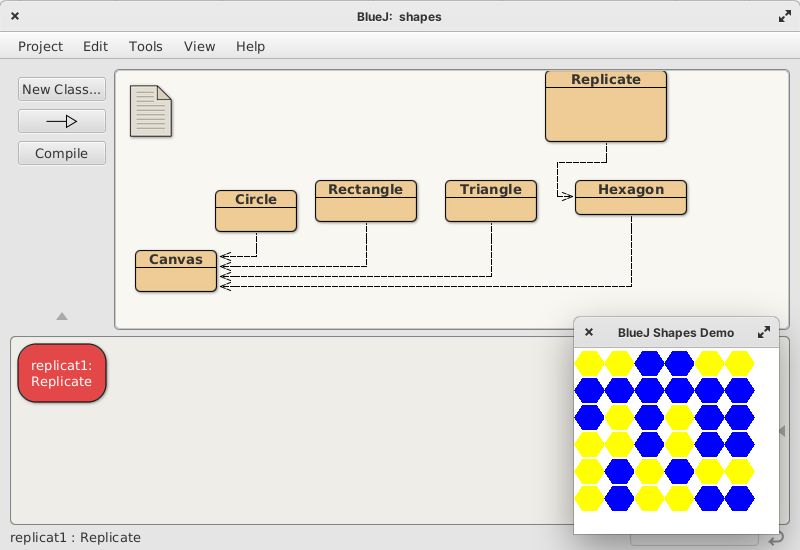 BlueJ: shapes
Project Edit Tools View Help
New Class...
Compile
Replicate
Circle
Rectangle
Triangle
Hexagon
Canvas
replicat1:
Replicate
BlueJ Shapes Demo
replicat1 : Replicate